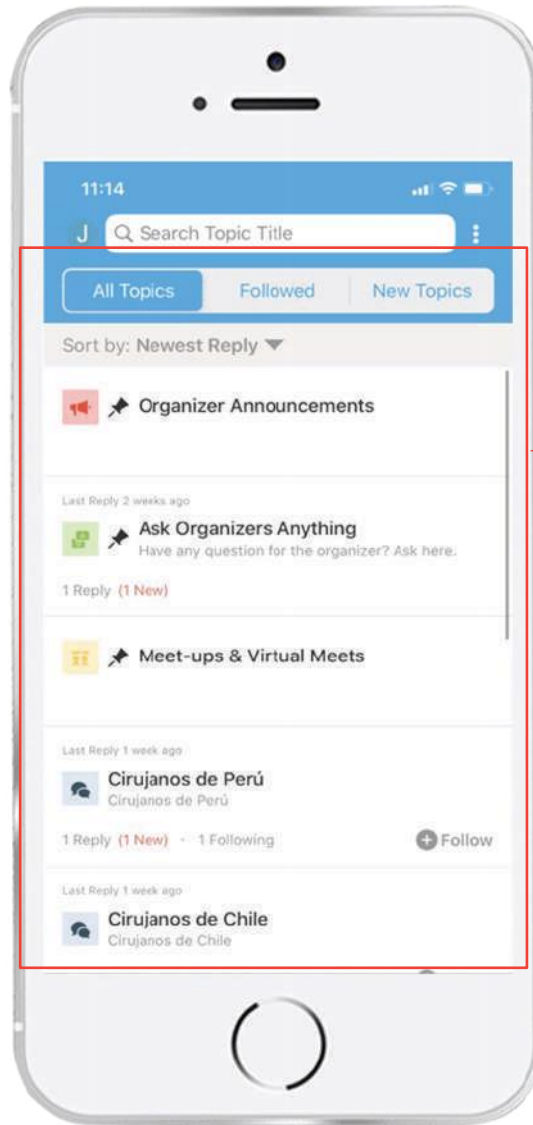 11:14
J
Search Topic Title
All Topics Followed New Topics
Sort by: Newest Reply
Organizer Announcements
Last Reply 2 weeks ago
Ask Organizers Anything
Have any question for the organizer? Ask here.
1 Reply (1 New)
Meet-ups & Virtual Meets
Last Reply 1 week ago
Cirujanos de Perú
Cirujanos de Perú
1 Reply (1 New) · 1 Following Follow
Last Reply 1 week ago
Cirujanos de Chile
Cirujanos de Chile